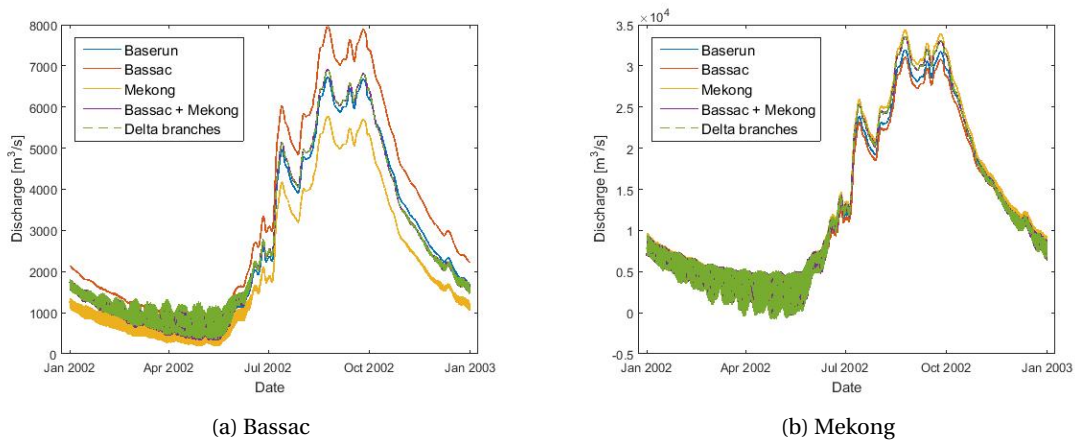 8000
7000
6000
5000
4000
3000
2000
1000
0
Discharge [m³/s]
Baserun
Bassac
Mekong
Bassac + Mekong
Delta branches
Jan 2002
Apr 2002
Jul 2002
Oct 2002
Jan 2003
Date
(a) Bassac
×10⁴
3.5
3
2.5
2
1.5
1
0.5
0
-0.5
Discharge [m³/s]
Baserun
Bassac
Mekong
Bassac + Mekong
Delta branches
Jan 2002
Apr 2002
Jul 2002
Oct 2002
Jan 2003
Date
(b) Mekong